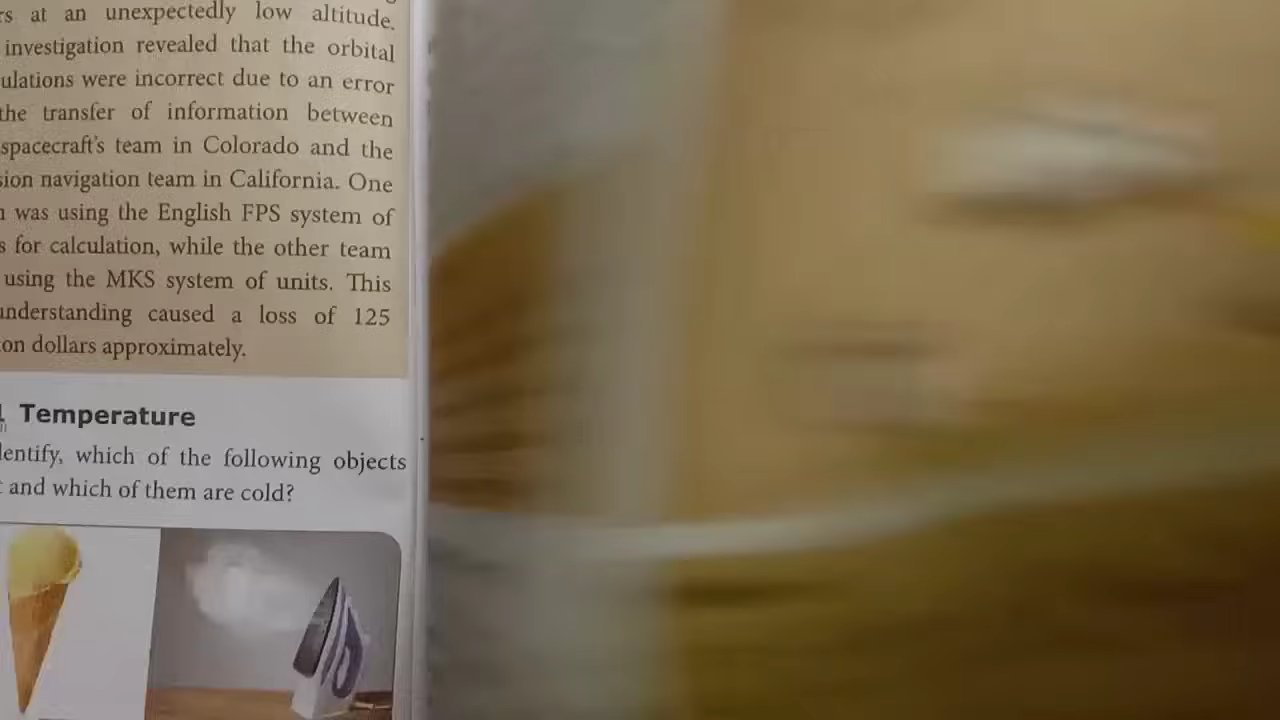 rs at an unexpectedly low altitude.
investigation revealed that the orbital
ulations were incorrect due to an error
the transfer of information between
spacecraft's team in Colorado and the
sion navigation team in California. One
was using the English FPS system of
s for calculation, while the other team
using the MKS system of units. This
understanding caused a loss of 125
on dollars approximately.
Temperature
entify, which of the following objects
and which of them are cold?